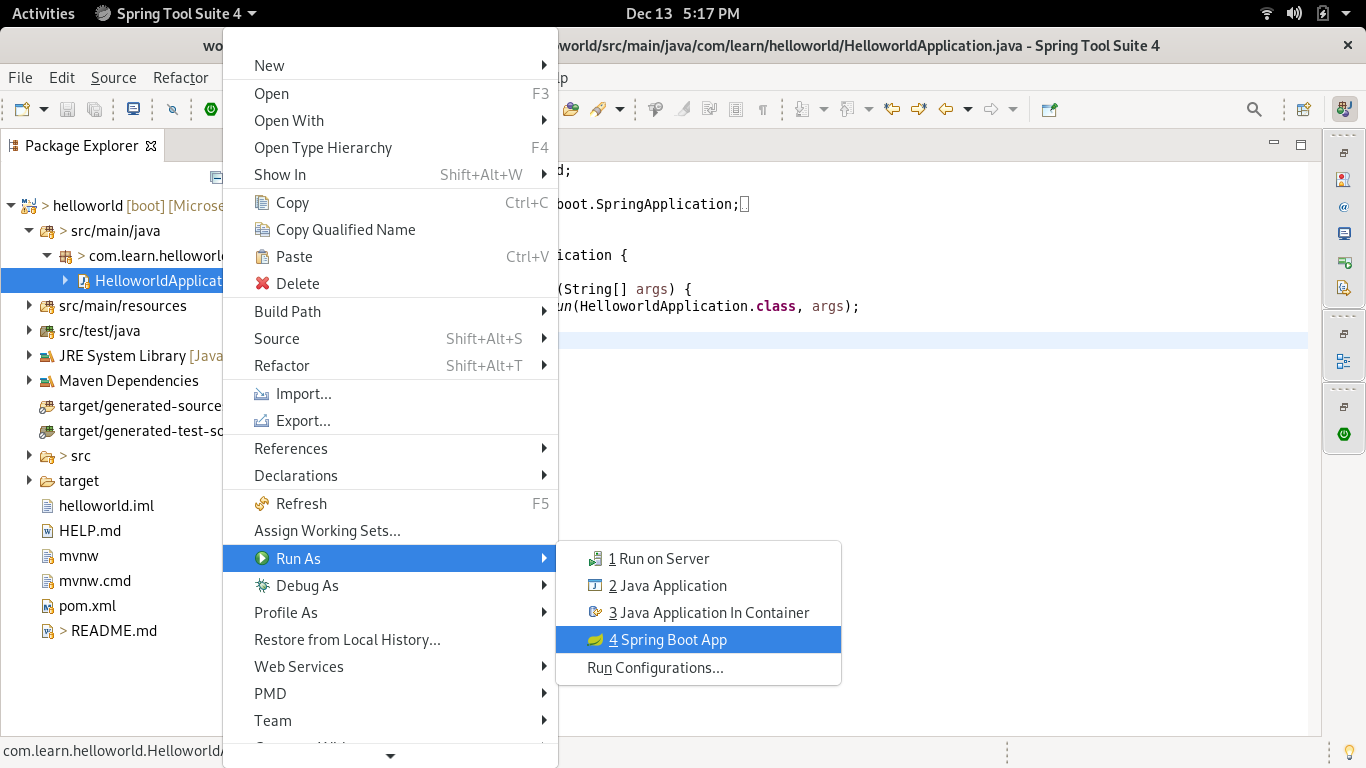 Activities Spring Tool Suite 4 Dec 13 5:17 PM
world/src/main/java/com/learn/helloworld/HelloworldApplication.java - Spring Tool Suite 4
File Edit Source Refactor
Package Explorer
> helloworld [boot]
> src/main/java
> com.learn.helloworld
HelloworldApplicat
src/main/resources
src/test/java
JRE System Library [Java
Maven Dependencies
target/generated-source
target/generated-test-so
> src
target
helloworld.iml
HELP.md
mvnw
mvnw.cmd
pom.xml
> README.md
New
Open F3
Open With
Open Type Hierarchy F4
Show In Shift+Alt+W
Copy Ctrl+C
Copy Qualified Name
Paste Ctrl+V
Delete
Build Path
Source Shift+Alt+S
Refactor Shift+Alt+T
Import...
Export...
References
Declarations
Refresh F5
Assign Working Sets...
Run As
Debug As
Profile As
Restore from Local History...
Web Services
PMD
Team
1 Run on Server
2 Java Application
3 Java Application In Container
4 Spring Boot App
Run Configurations...
d;
boot.SpringApplication;
ication {
(String[] args) {
un(HelloworldApplication.class, args);
com.learn.helloworld.Helloworld